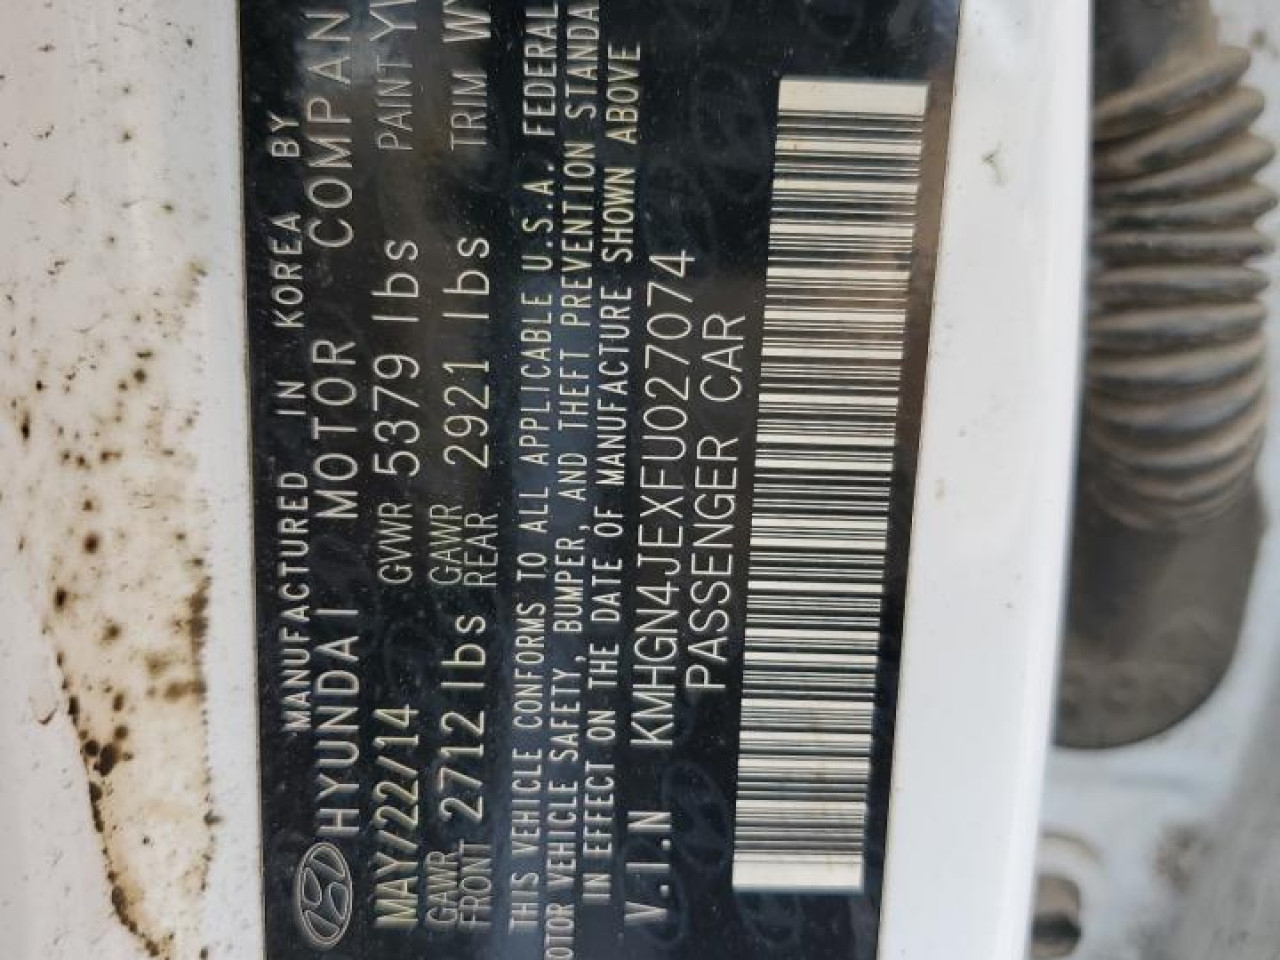 MANUFACTURED IN KOREA BY
HYUNDAI MOTOR COMPAN
MAY/22/14 GVWR 5379 lbs PAINT
GAWR FRONT 2712 lbs GAWR REAR 2921 lbs TRIM
THIS VEHICLE CONFORMS TO ALL APPLICABLE U.S.A. FEDERAL
OTOR VEHICLE SAFETY, BUMPER, AND THEFT PREVENTION STANDA
IN EFFECT ON THE DATE OF MANUFACTURE SHOWN ABOVE
V.I.N KMHGN4JEXFU027074
PASSENGER CAR